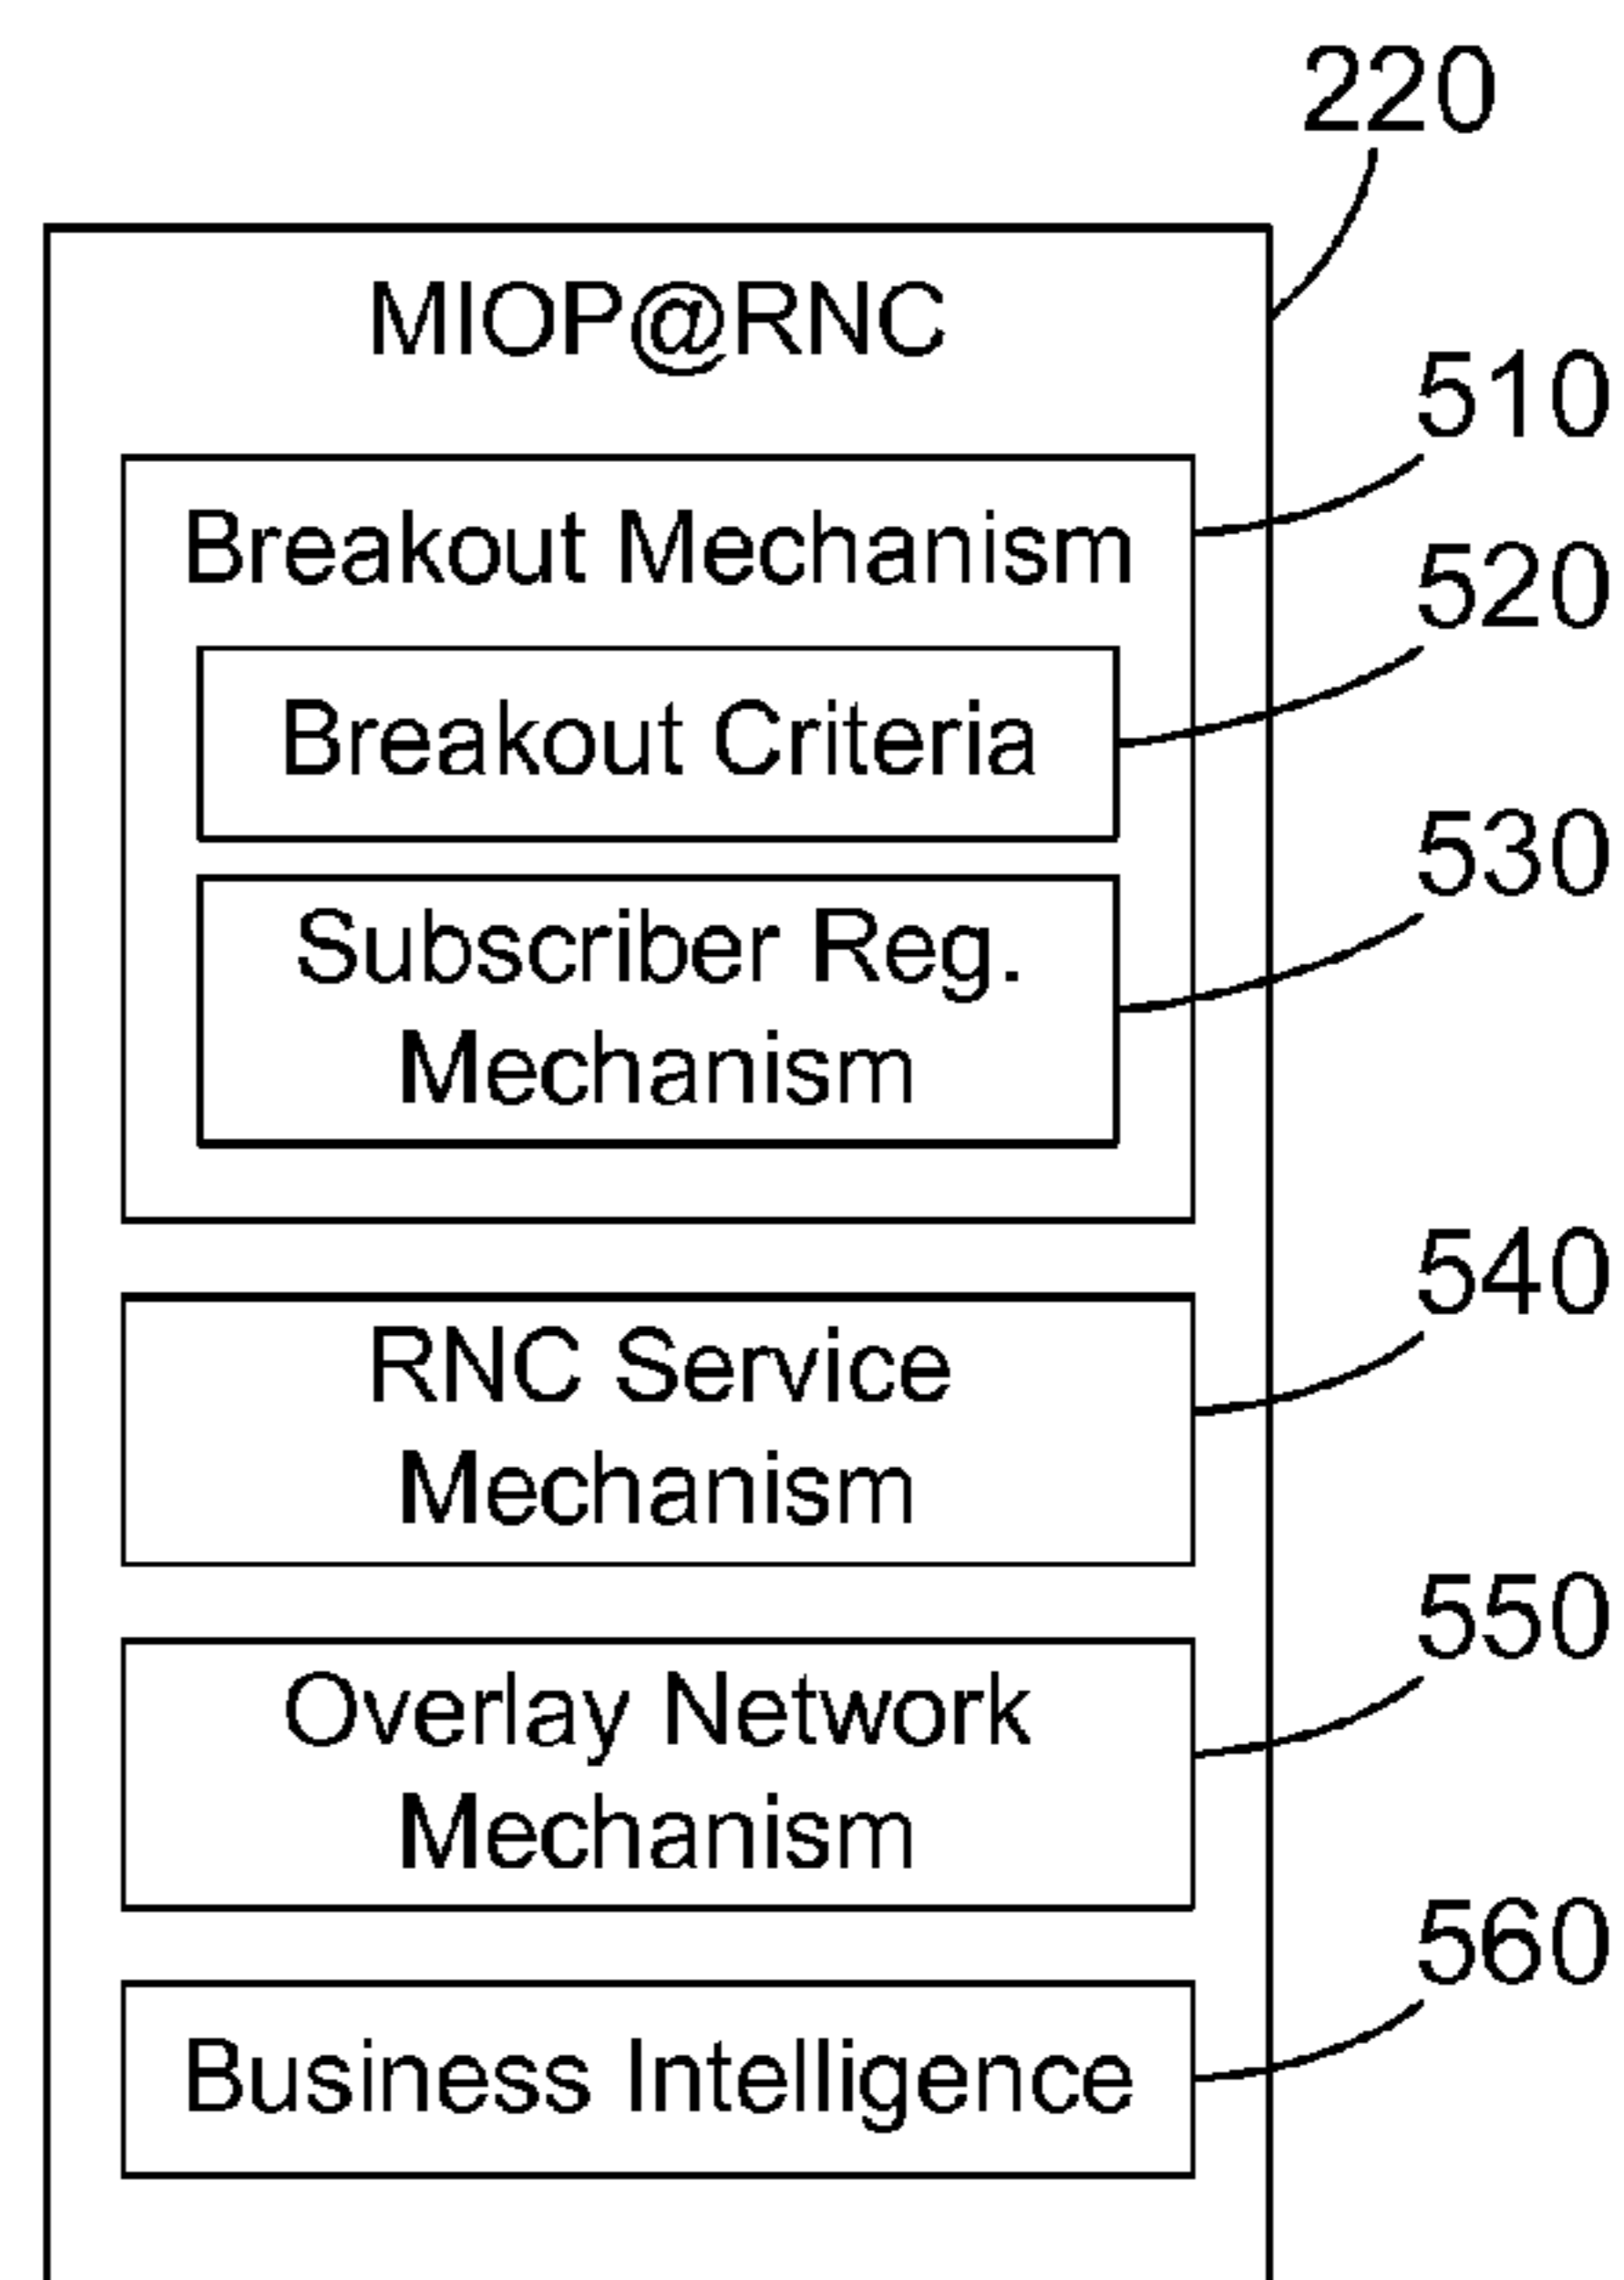 220
MIOP@RNC
510
Breakout Mechanism
520
Breakout Criteria
530
Subscriber Reg.
Mechanism
540
RNC Service
Mechanism
550
Overlay Network
Mechanism
560
Business Intelligence